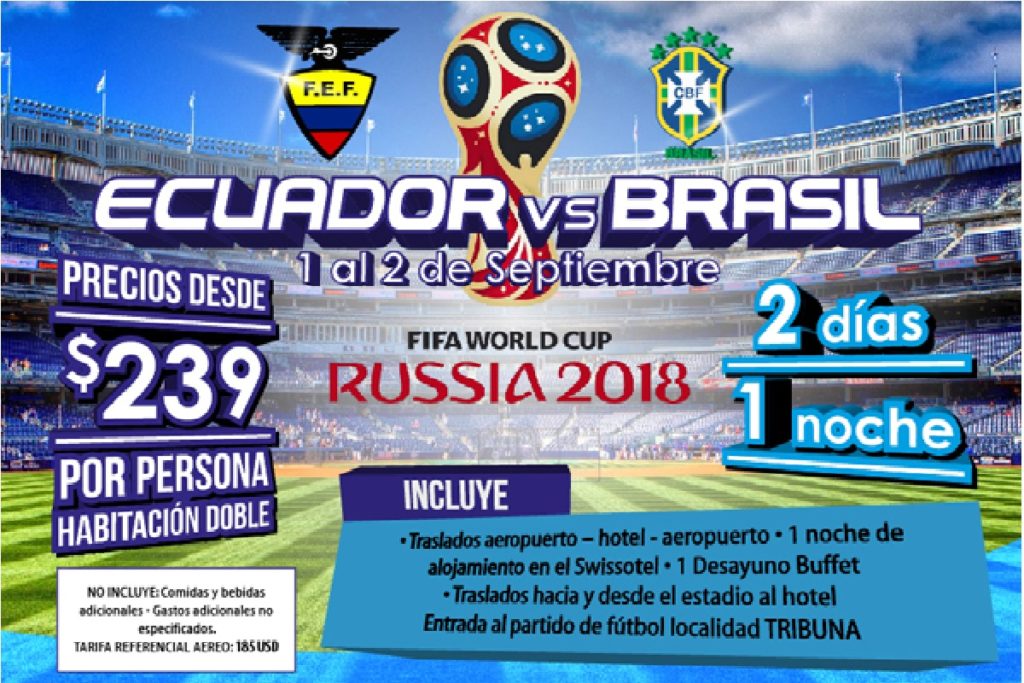 F.E.F.
CBF
BRASIL
ECUADOR VS BRASIL
1 al 2 de Septiembre
PRECIOS DESDE
$239
POR PERSONA
HABITACIÓN DOBLE
FIFA WORLD CUP
RUSSIA 2018
2 días
1 noche
INCLUYE
•Traslados aeropuerto – hotel - aeropuerto • 1 noche de
alojamiento en el Swissotel • 1 Desayuno Buffet
•Traslados hacia y desde el estadio al hotel
Entrada al partido de fútbol localidad TRIBUNA
NO INCLUYE: Comidas y bebidas
adicionales - Gastos adicionales no
especificados.
TARIFA REFERENCIAL AEREO: 185 USD